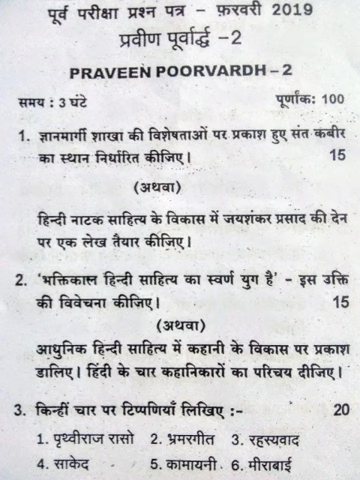 पूर्व परीक्षा प्रश्न पत्र - फ़रवरी 2019
प्रवीण पूर्वार्द्ध -2
PRAVEEN POORVARDH – 2
समय : 3 घंटे पूर्णांक: 100
1. ज्ञानमार्गी शाखा की विशेषताओं पर प्रकाश हुए संत कबीर
का स्थान निर्धारित कीजिए। 15
(अथवा)
हिन्दी नाटक साहित्य के विकास में जयशंकर प्रसाद की देन
पर एक लेख तैयार कीजिए।
2. 'भक्तिकाल हिन्दी साहित्य का स्वर्ण युग है' - इस उक्ति
की विवेचना कीजिए। 15
(अथवा)
आधुनिक हिन्दी साहित्य में कहानी के विकास पर प्रकाश
डालिए। हिंदी के चार कहानिकारों का परिचय दीजिए।
3. किन्हीं चार पर टिप्पणियाँ लिखिए :- 20
1. पृथ्वीराज रासो 2. भ्रमरगीत 3. रहस्यवाद
4. साकेद 5. कामायनी 6. मीराबाई